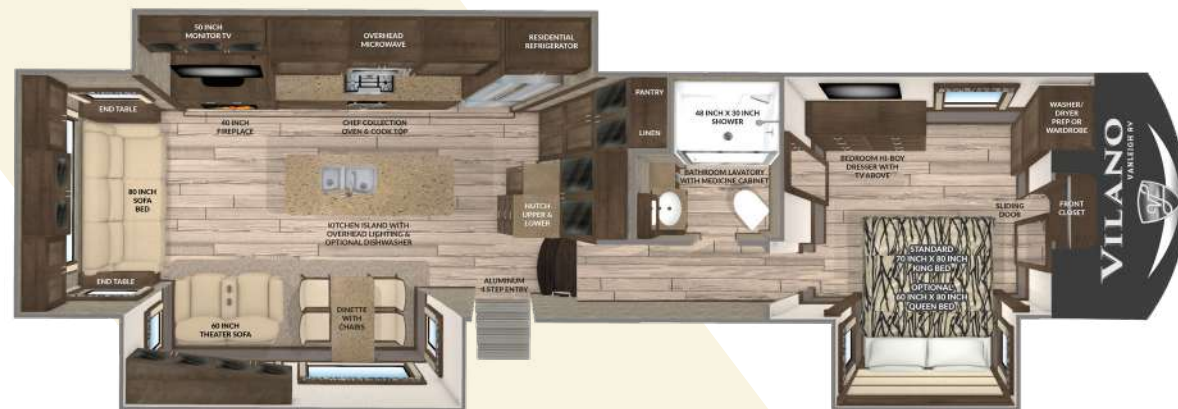 50 INCH
MONITOR TV
OVERHEAD
MICROWAVE
RESIDENTIAL
REFRIGERATOR
END TABLE
40 INCH
FIREPLACE
CHEF COLLECTION
OVEN & COOK TOP
80 INCH
SOFA
BED
KITCHEN ISLAND WITH
OVERHEAD LIGHTING &
OPTIONAL DISHWASHER
HUTCH
UPPER &
LOWER
END TABLE
60 INCH
THEATER SOFA
DINETTE
WITH
CHAIRS
ALUMINUM
4 STEP ENTRY
PANTRY
LINEN
48 INCH X 30 INCH
SHOWER
BATHROOM LAVATORY
WITH MEDICINE CABINET
BEDROOM HI-BOY
DRESSER WITH
TV ABOVE
WASHER/
DRYER
PREP OR
WARDROBE
SLIDING
DOOR
FRONT
CLOSET
STANDARD
70 INCH X 80 INCH
KING BED
OPTIONAL
60 INCH X 80 INCH
QUEEN BED
VILANO
VANLEIGH RV